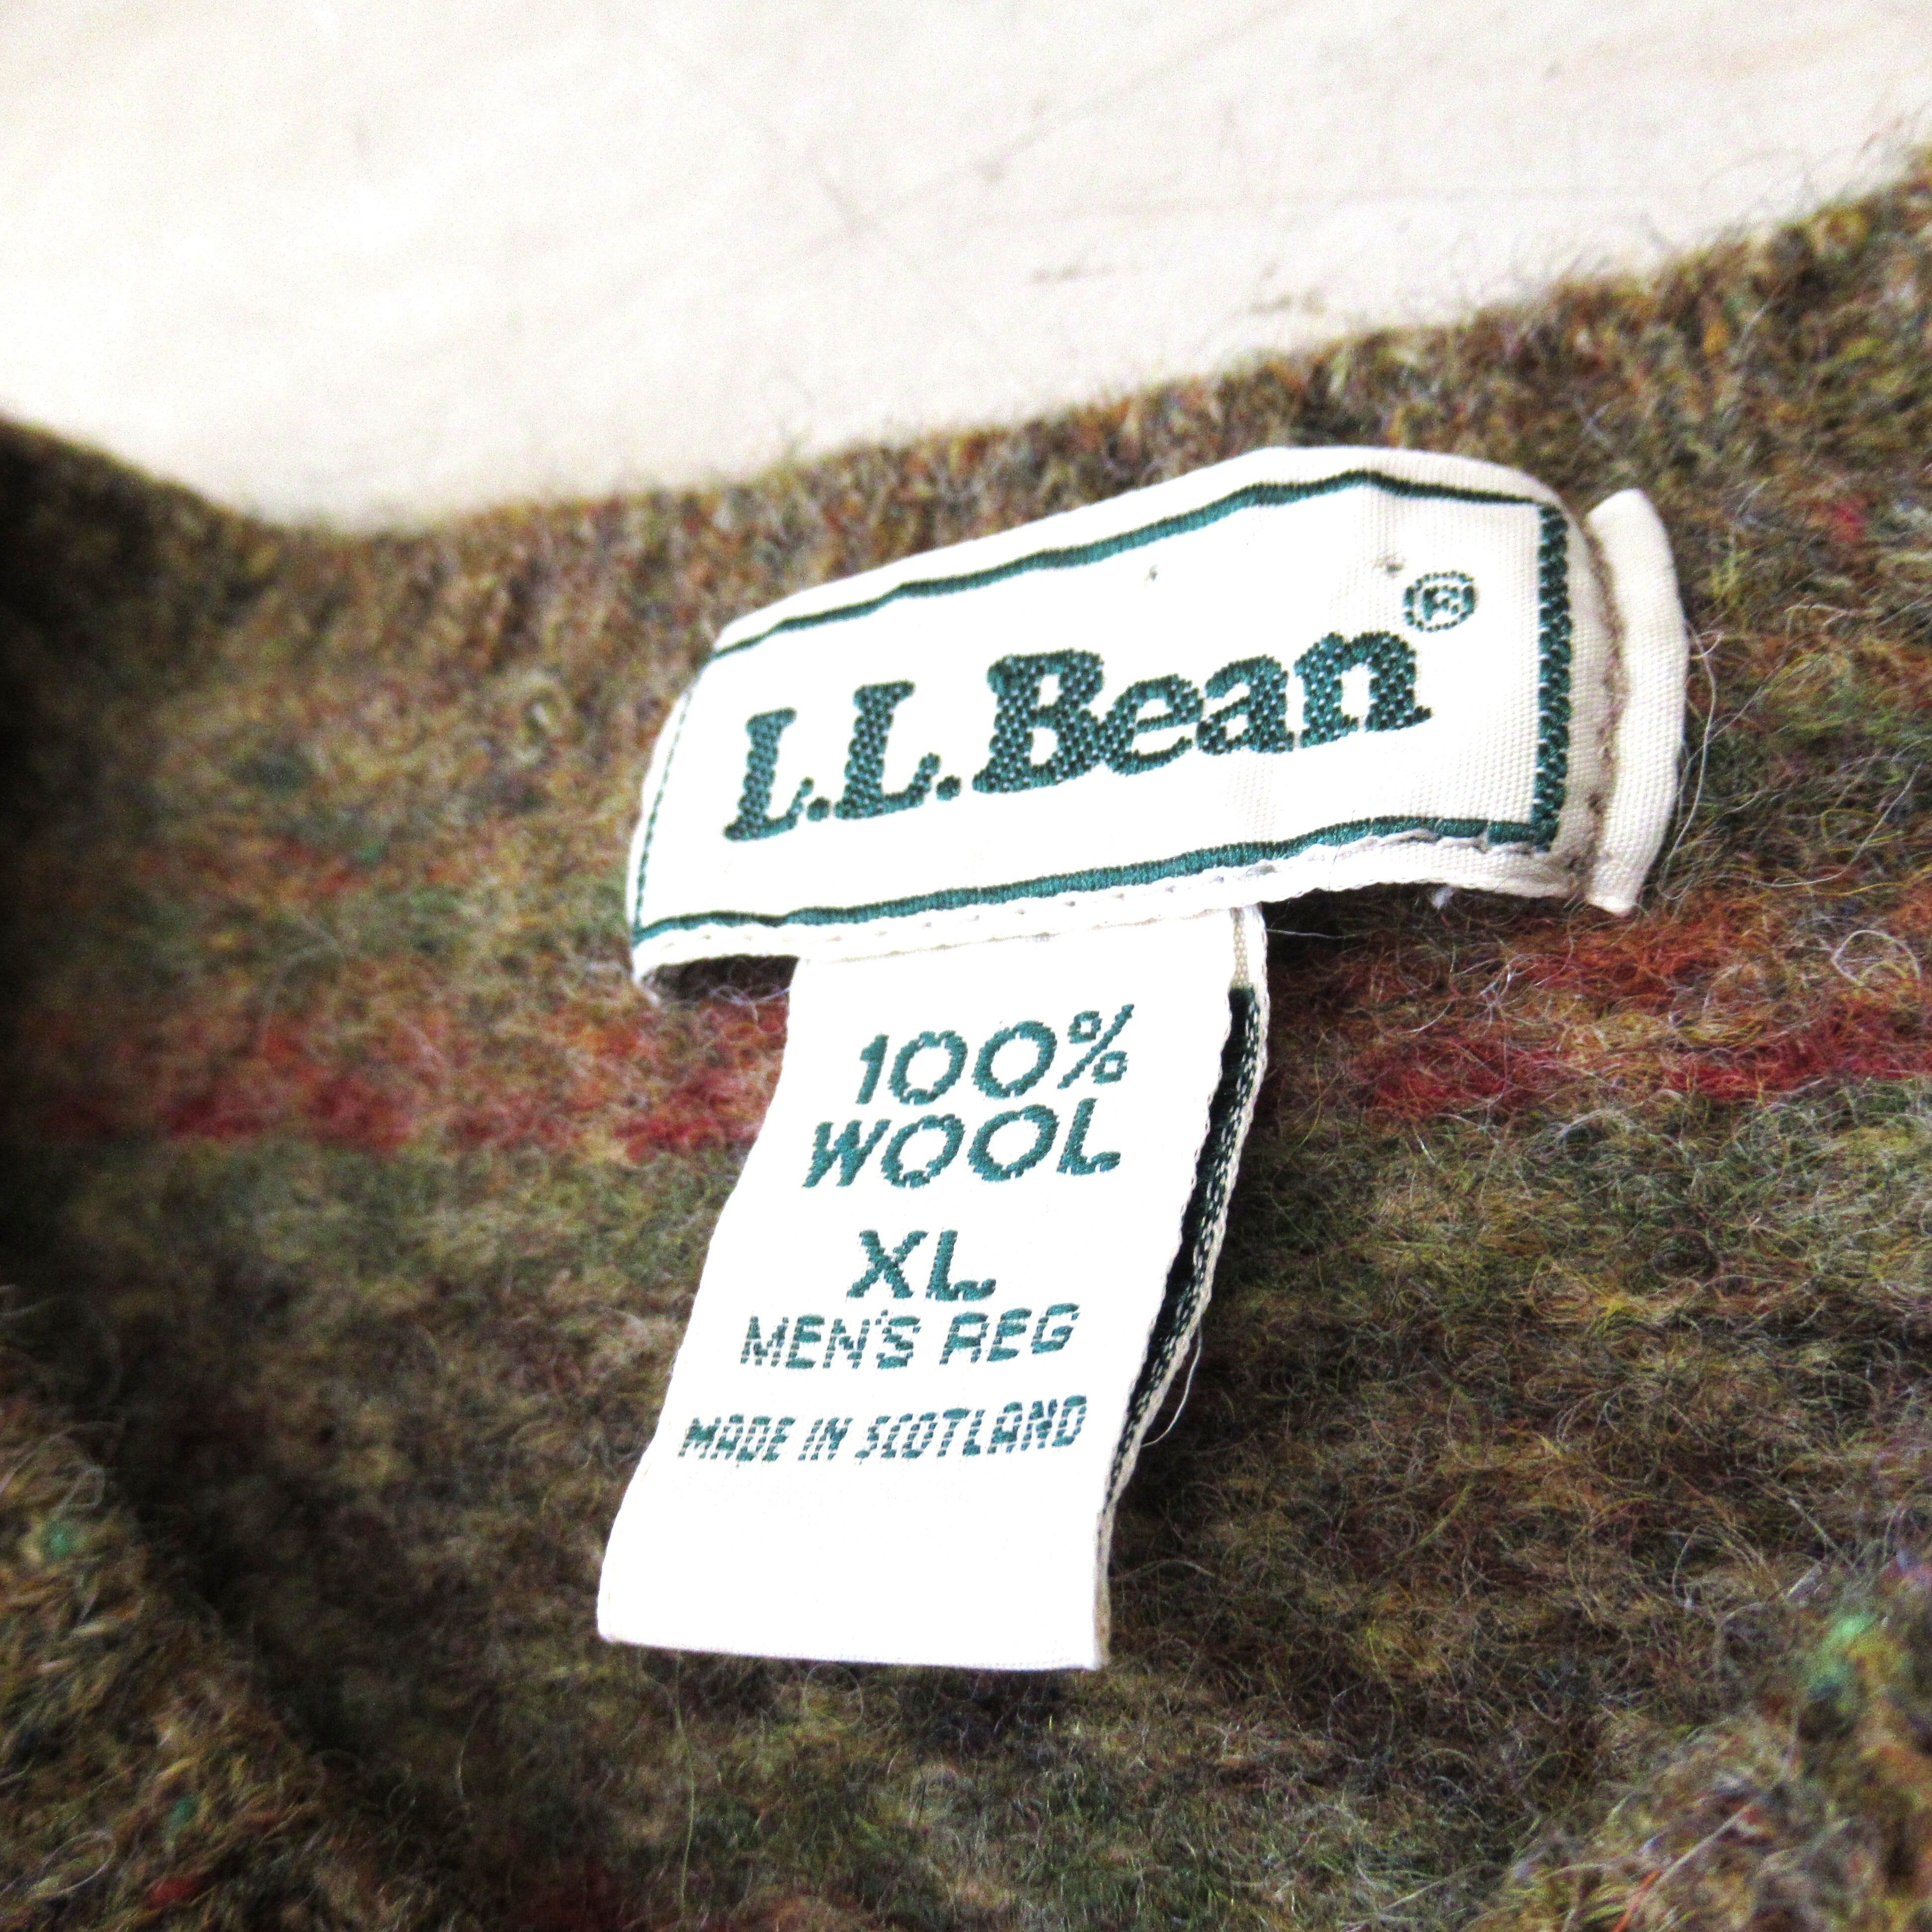 L.L.Bean®
100%
WOOL
XL
MEN'S REG
MADE IN SCOTLAND